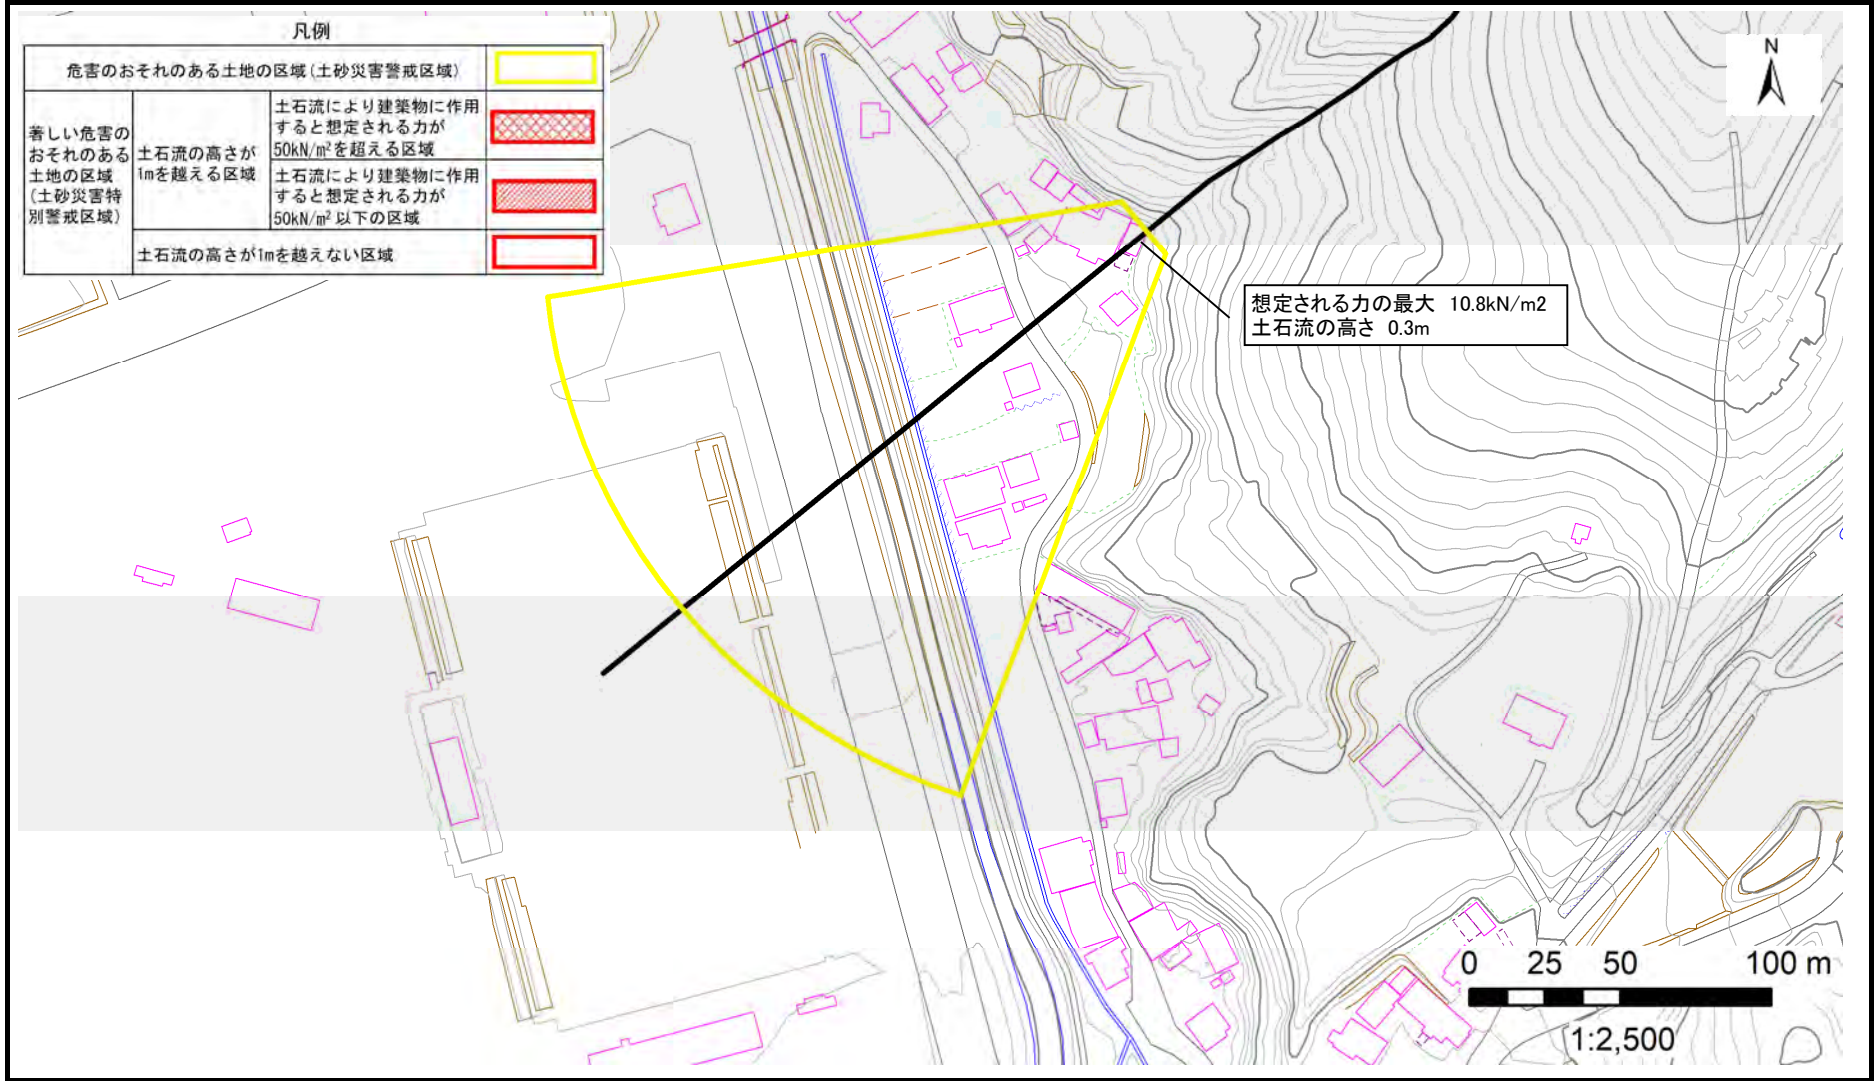 凡例
危害のおそれのある土地の区域(土砂災害警戒区域)
著しい危害の
おそれのある
土地の区域
(土砂災害特
別警戒区域)
土石流の高さが
1mを越える区域
土石流により建築物に作用
すると想定される力が
50kN/m²を超える区域
土石流により建築物に作用
すると想定される力が
50kN/m²以下の区域
土石流の高さが1mを越えない区域
N
想定される力の最大 10.8kN/m2
土石流の高さ 0.3m
0 25 50 100 m
1:2,500